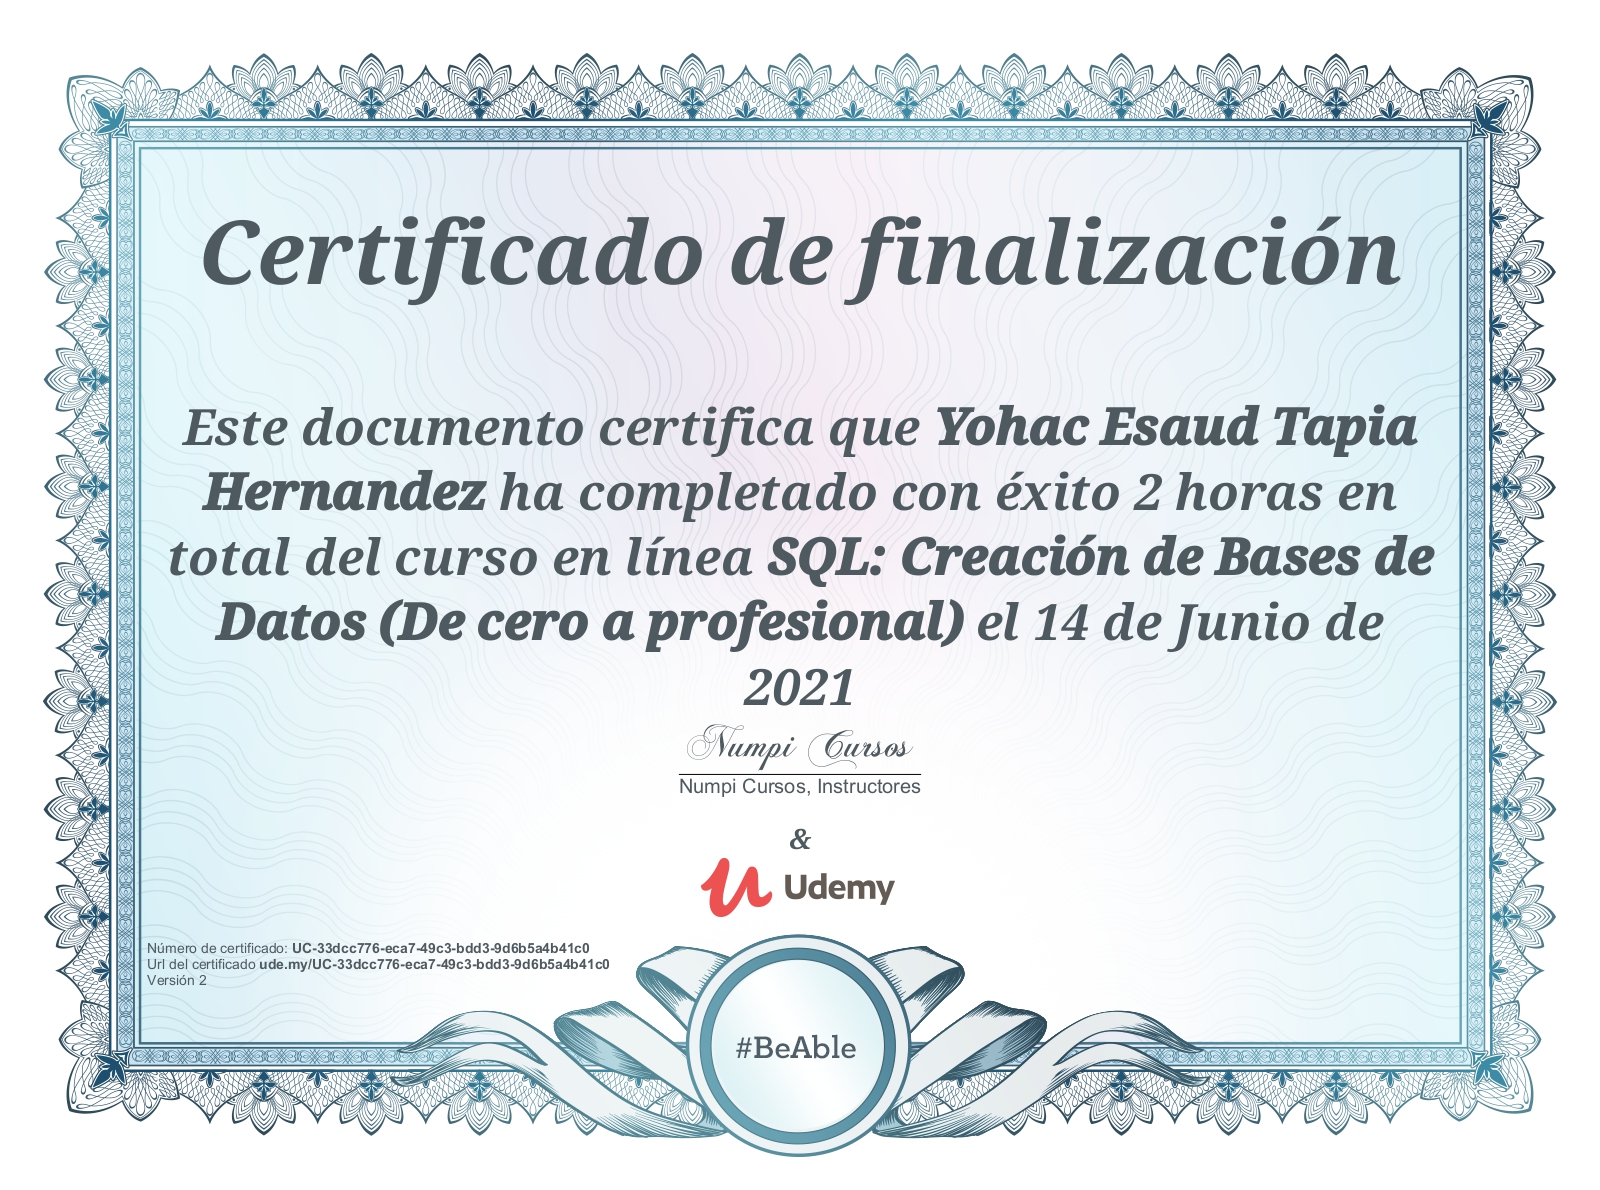 Certificado de finalización
Este documento certifica que Yohac Esaud Tapia
Hernandez ha completado con éxito 2 horas en
total del curso en línea SQL: Creación de Bases de
Datos (De cero a profesional) el 14 de Junio de
2021
Numpi Cursos
Numpi Cursos, Instructores
&
Udemy
Número de certificado: UC-33dcc776-eca7-49c3-bdd3-9d6b5a4b41c0
Url del certificado ude.my/UC-33dcc776-eca7-49c3-bdd3-9d6b5a4b41c0
Versión 2
#BeAble